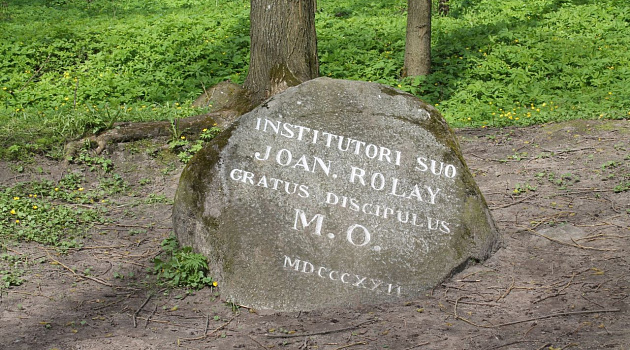 INSTITUTORI SUO
JOAN. ROLAY
GRATUS DISCIPULUS
M. O.
MDCCCXXII